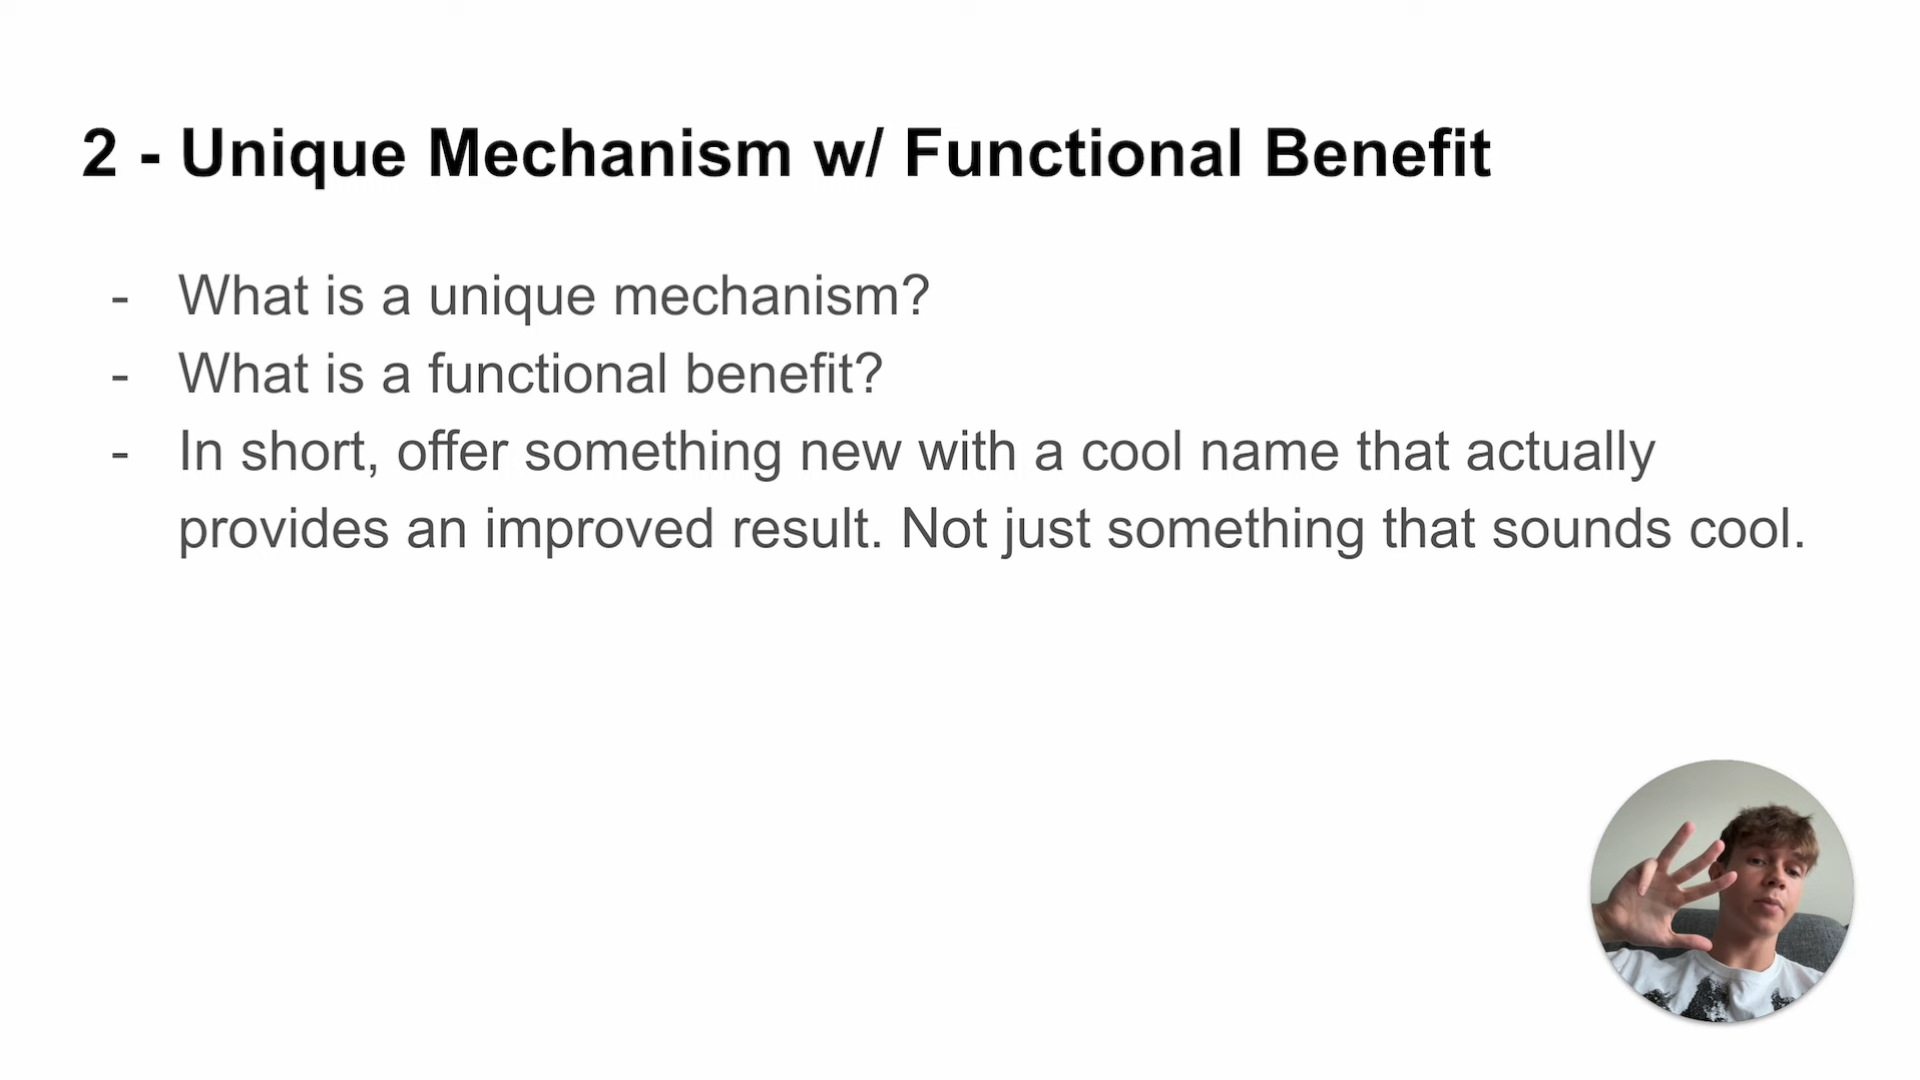 2 - Unique Mechanism w/ Functional Benefit
- What is a unique mechanism?
- What is a functional benefit?
- In short, offer something new with a cool name that actually
provides an improved result. Not just something that sounds cool.